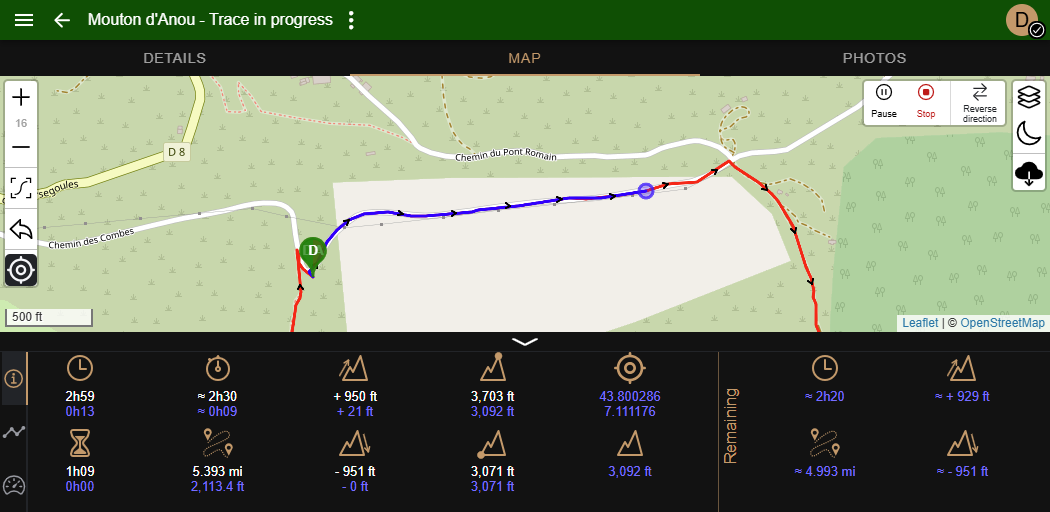 Mouton d'Anou - Trace in progress
D
DETAILS
MAP
PHOTOS
16
D 8
Chemin du Pont Romain
segoules
Chemin des Combes
D
Pause
Stop
Reverse
direction
500 ft
Leaflet | © OpenStreetMap
2h59
0h13
≈ 2h30
≈ 0h09
+ 950 ft
+ 21 ft
3,703 ft
3,092 ft
43.800286
7.111176
1h09
0h00
5.393 mi
2,113.4 ft
- 951 ft
- 0 ft
3,071 ft
3,071 ft
3,092 ft
Remaining
≈ 2h20
≈ + 929 ft
≈ 4.993 mi
≈ - 951 ft